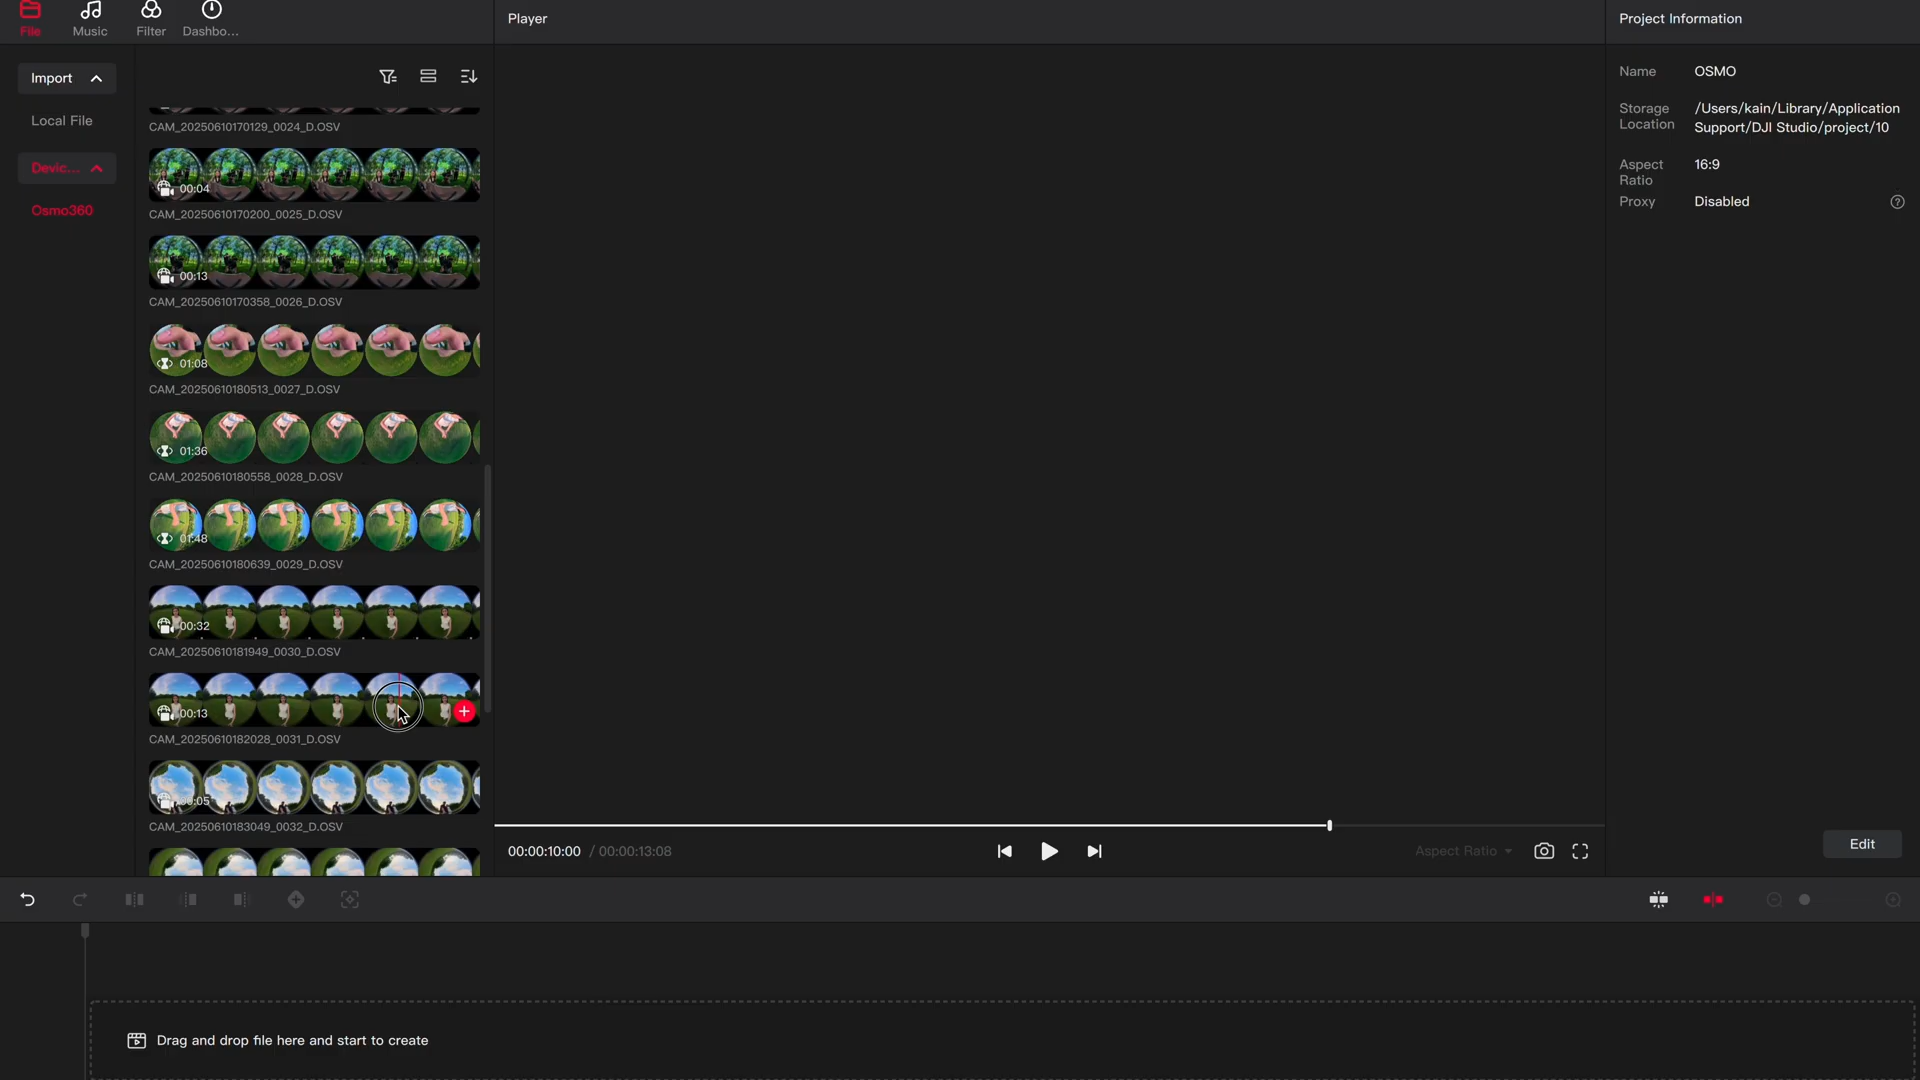 File
Music
Filter
Dashbo...
Player
Project Information
Import
Local File
Devic...
Osmo360
CAM_20250610170129_0024_D.OSV
00:04
CAM_20250610170200_0025_D.OSV
00:13
CAM_20250610170358_0026_D.OSV
01:08
CAM_20250610180513_0027_D.OSV
01:36
CAM_20250610180558_0028_D.OSV
01:48
CAM_20250610180639_0029_D.OSV
00:32
CAM_20250610181949_0030_D.OSV
00:13
CAM_20250610182028_0031_D.OSV
00:05
CAM_20250610183049_0032_D.OSV
Name OSMO
Storage Location /Users/kain/Library/Application
Support/DJI Studio/project/10
Aspect Ratio 16:9
Proxy Disabled
00:00:10:00 / 00:00:13:08
Aspect Ratio
Edit
Drag and drop file here and start to create